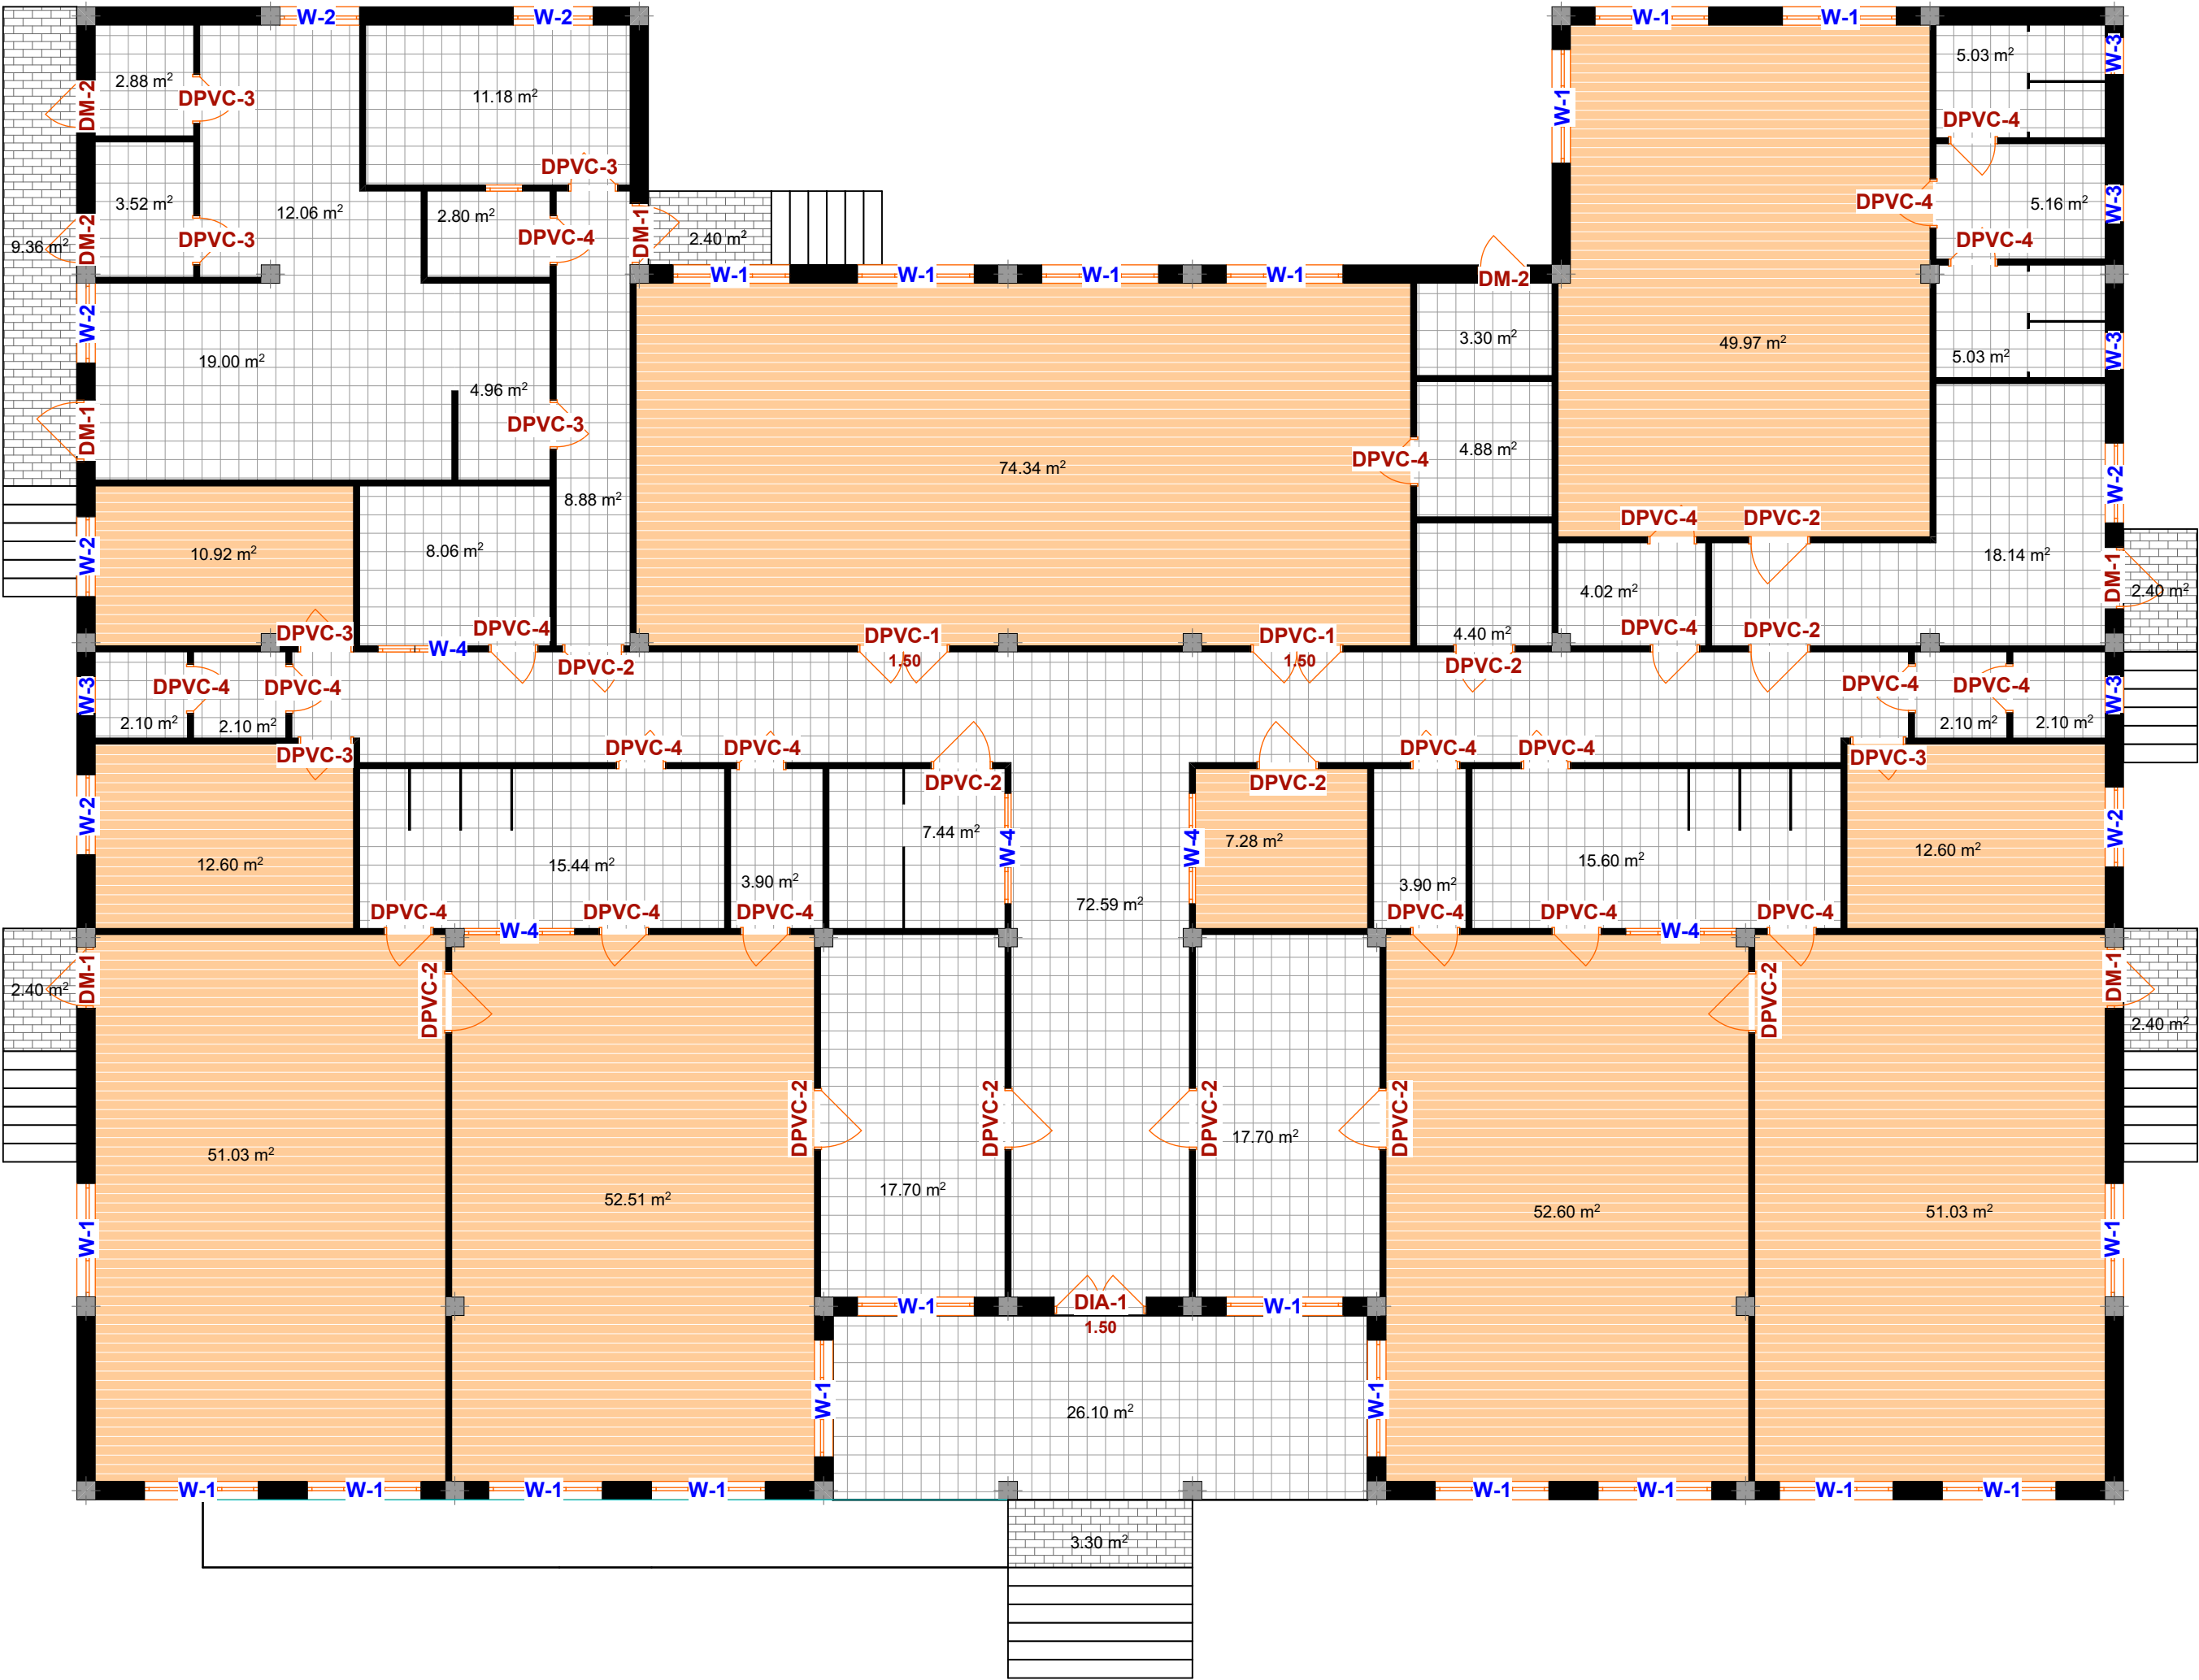 W-2
W-2
W-1
W-1
2.88 m²
DPVC-3
DM-2
11.18 m²
W-1
5.03 m²
W-3
DPVC-4
DPVC-3
3.52 m²
12.06 m²
2.80 m²
DPVC-3
DM-2
9.36 m²
DPVC-4
DM-1
2.40 m²
DPVC-4
5.16 m²
W-3
DPVC-4
W-1
W-1
W-1
W-1
DM-2
W-2
19.00 m²
4.96 m²
DPVC-3
DM-1
74.34 m²
3.30 m²
DPVC-4
4.88 m²
49.97 m²
5.03 m²
W-3
W-2
8.88 m²
10.92 m²
W-2
8.06 m²
DPVC-4
DPVC-2
18.14 m²
4.02 m²
DM-1
2.40 m²
DPVC-3
DPVC-4
W-4
DPVC-2
DPVC-1
1.50
DPVC-1
1.50
4.40 m²
DPVC-2
DPVC-4
DPVC-2
W-3
DPVC-4
DPVC-4
2.10 m²
2.10 m²
DPVC-4
DPVC-4
2.10 m²
2.10 m²
W-3
DPVC-3
DPVC-4
DPVC-4
DPVC-2
DPVC-2
DPVC-4
DPVC-4
DPVC-3
W-2
12.60 m²
15.44 m²
3.90 m²
7.44 m²
W-4
72.59 m²
W-4
7.28 m²
3.90 m²
15.60 m²
12.60 m²
W-2
DPVC-4
W-4
DPVC-4
DPVC-4
DPVC-4
DPVC-4
W-4
DPVC-4
DM-1
2.40 m²
DPVC-2
DPVC-2
DM-1
2.40 m²
51.03 m²
52.51 m²
DPVC-2
17.70 m²
DPVC-2
DPVC-2
17.70 m²
DPVC-2
52.60 m²
51.03 m²
W-1
W-1
W-1
DIA-1
1.50
W-1
W-1
26.10 m²
W-1
W-1
W-1
W-1
W-1
W-1
W-1
W-1
W-1
3.30 m²